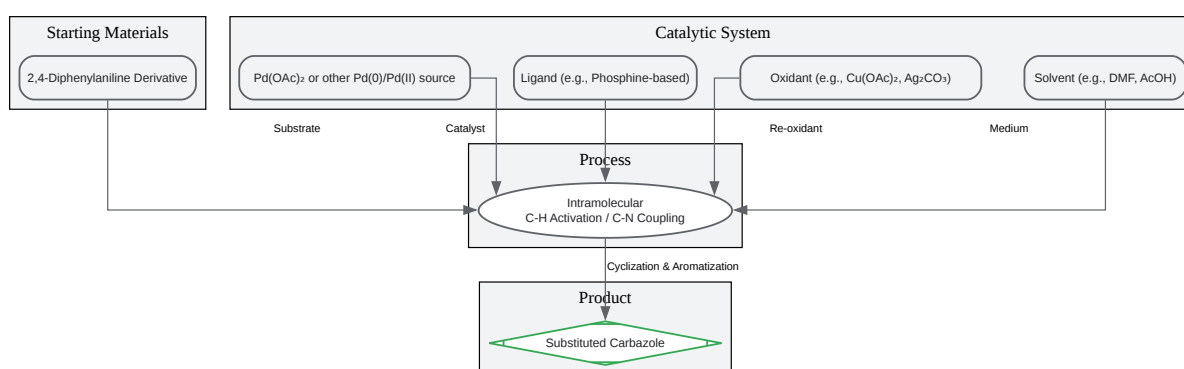 Starting Materials
Catalytic System
2,4-Diphenylaniline Derivative
Pd(OAc)₂ or other Pd(0)/Pd(II) source
Ligand (e.g., Phosphine-based)
Oxidant (e.g., Cu(OAc)₂, Ag₂CO₃)
Solvent (e.g., DMF, AcOH)
Substrate
Catalyst
Re-oxidant
Medium
Process
Intramolecular
C-H Activation / C-N Coupling
Cyclization & Aromatization
Product
Substituted Carbazole